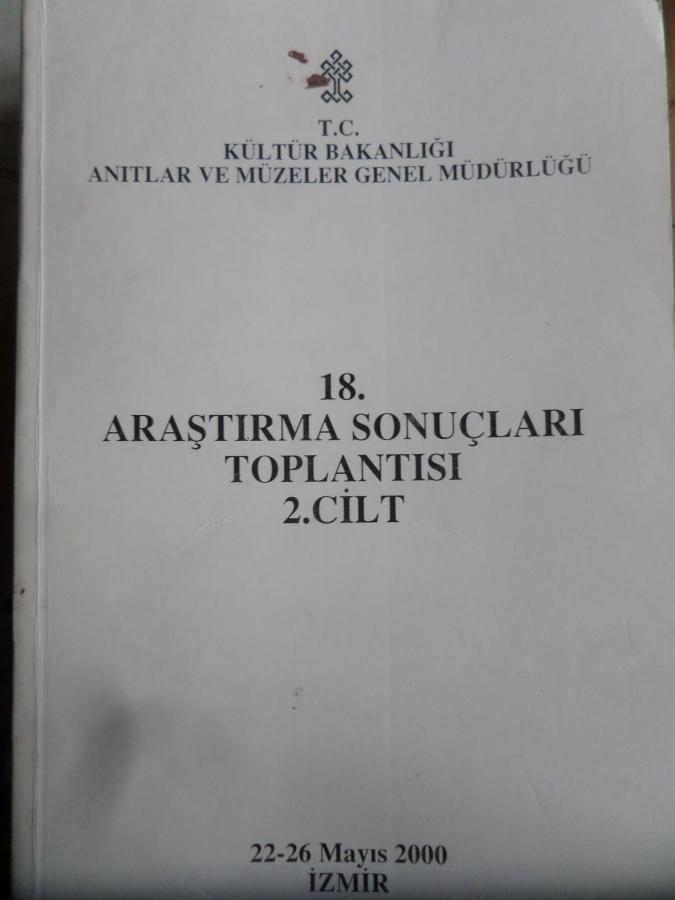 T.C.
KÜLTÜR BAKANLIĞI
ANITLAR VE MÜZELER GENEL MÜDÜRLÜĞÜ
18.
ARAŞTIRMA SONUÇLARI
TOPLANTISI
2.CİLT
22-26 Mayıs 2000
İZMİR